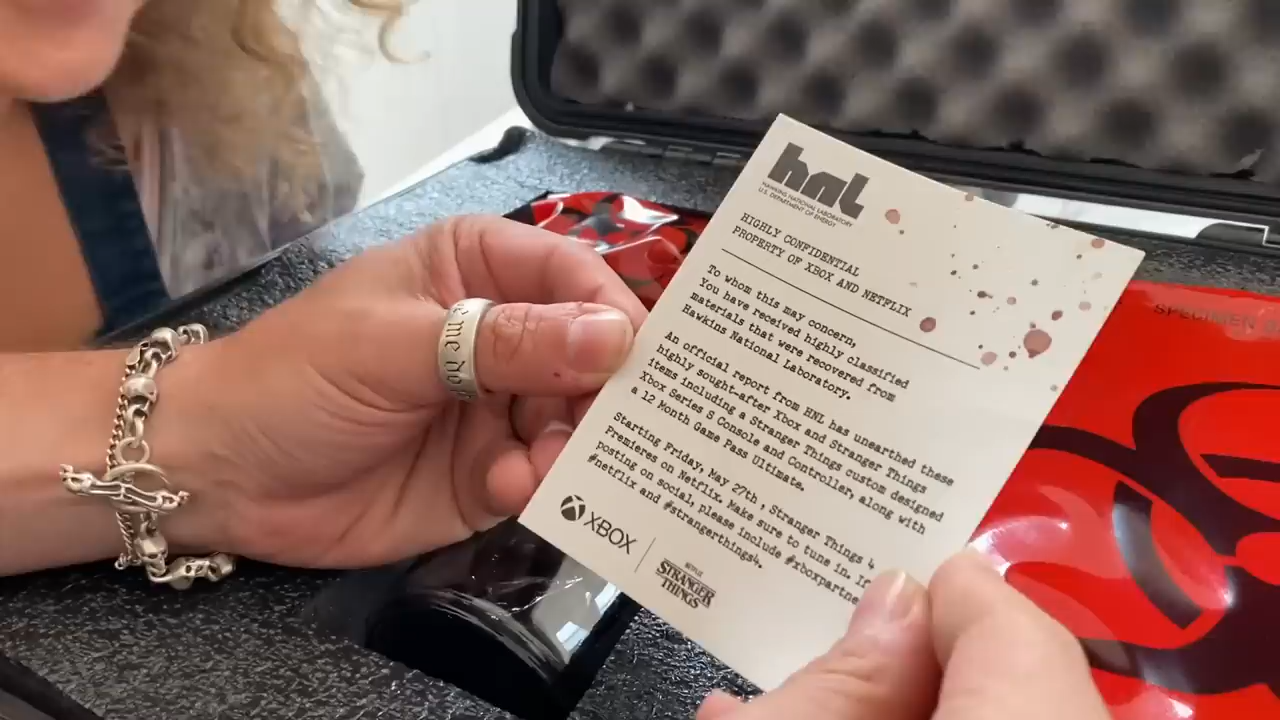 hnl
HAWKINS NATIONAL LABORATORY
U.S. DEPARTMENT OF ENERGY
HIGHLY CONFIDENTIAL
PROPERTY OF XBOX AND NETFLIX
To whom this may concern,
You have received highly classified
materials that were recovered from
Hawkins National Laboratory.
An official report from HNL has unearthed these
highly sought-after Xbox and Stranger Things
items including a Stranger Things custom designed
Xbox Series S Console and Controller, along with
a 12 Month Game Pass Ultimate.
Starting Friday, May 27th , Stranger Things 4
Premieres on Netflix. Make sure to tune in. If
posting on social, please include #xboxpartne
#netflix and #strangerthings4.
XBOX
NETFLIX
STRANGER
THINGS
SPECIMEN
me